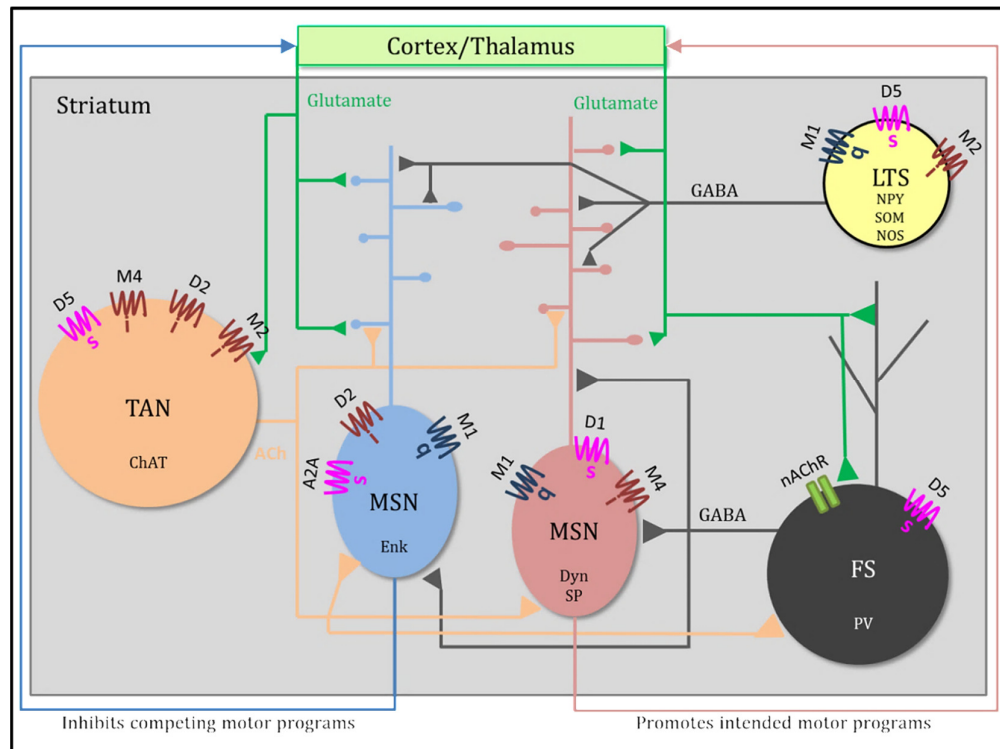 Cortex/Thalamus
Striatum
Glutamate
Glutamate
D5
s
M1
q
M2
i
LTS
NPY
SOM
NOS
GABA
D5
s
M4
i
D2
i
M2
i
TAN
ChAT
ACh
D2
i
M1
q
A2A
s
MSN
Enk
D1
s
M1
q
M4
i
MSN
Dyn
SP
GABA
nAChR
D5
s
FS
PV
Inhibits competing motor programs
Promotes intended motor programs